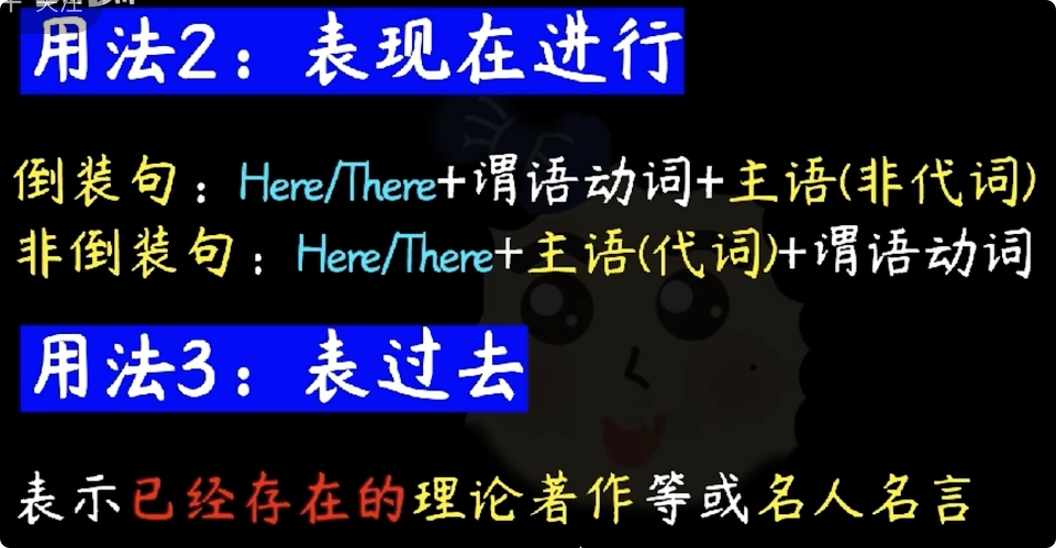 关注
用法2：表现在进行
倒装句：Here/There+谓语动词+主语(非代词)
非倒装句：Here/There+主语(代词)+谓语动词
用法3：表过去
表示已经存在的理论著作等或名人名言